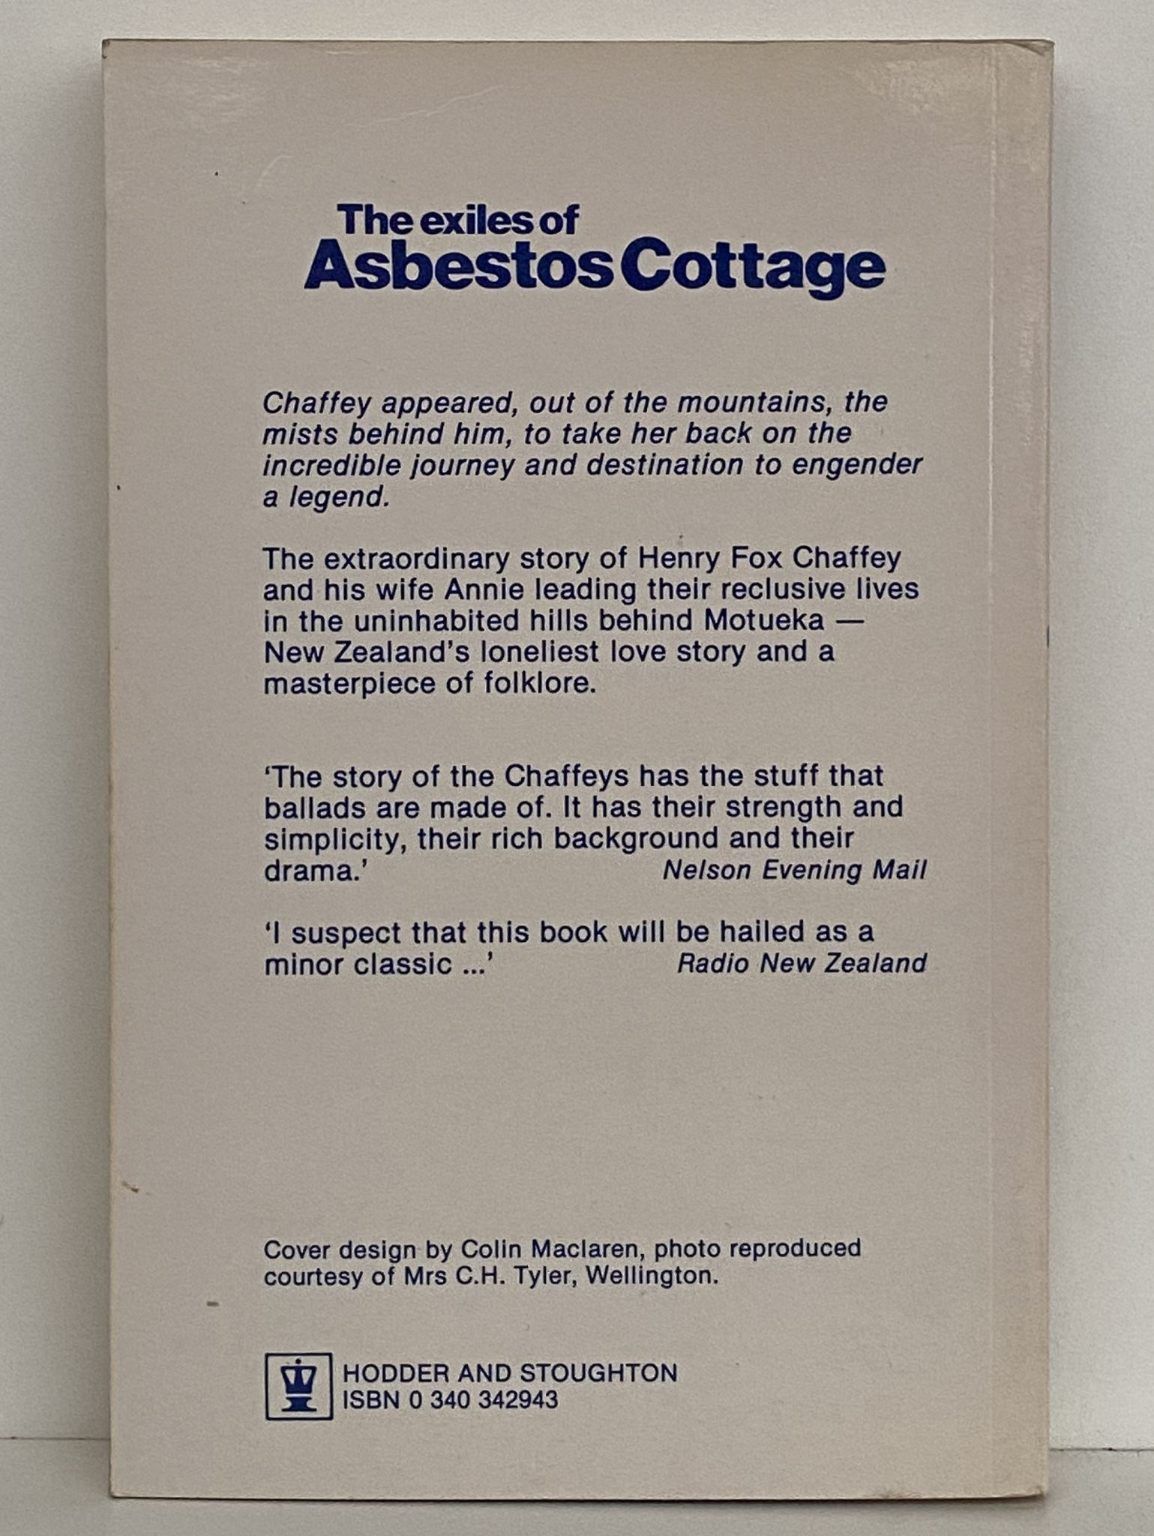 The exiles of
Asbestos Cottage
Chaffey appeared, out of the mountains, the
mists behind him, to take her back on the
incredible journey and destination to engender
a legend.
The extraordinary story of Henry Fox Chaffey
and his wife Annie leading their reclusive lives
in the uninhabited hills behind Motueka —
New Zealand's loneliest love story and a
masterpiece of folklore.
‘The story of the Chaffeys has the stuff that
ballads are made of. It has their strength and
simplicity, their rich background and their
drama.’ Nelson Evening Mail
‘I suspect that this book will be hailed as a
minor classic ...’ Radio New Zealand
Cover design by Colin Maclaren, photo reproduced
courtesy of Mrs C.H. Tyler, Wellington.
HODDER AND STOUGHTON
ISBN 0 340 342943